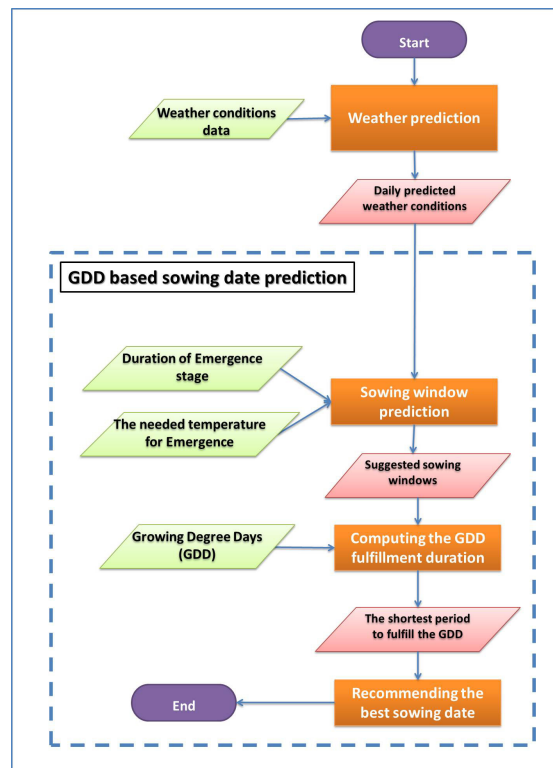 Start
Weather conditions
data
Weather prediction
Daily predicted
weather conditions
GDD based sowing date prediction
Duration of Emergence
stage
The needed temperature
for Emergence
Sowing window
prediction
Suggested sowing
windows
Growing Degree Days
(GDD)
Computing the GDD
fulfillment duration
The shortest period
to fulfill the GDD
Recommending the
best sowing date
End